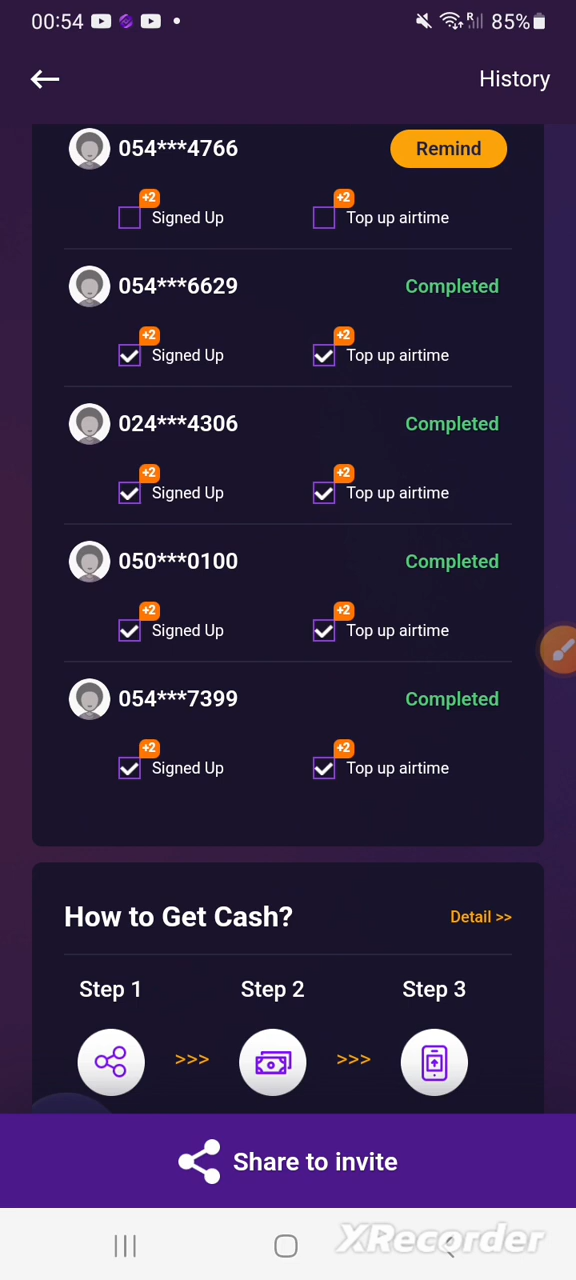 00:54 R 85%
History
054***4766 Remind
+2 +2
Signed Up Top up airtime
054***6629 Completed
+2 +2
Signed Up Top up airtime
024***4306 Completed
+2 +2
Signed Up Top up airtime
050***0100 Completed
+2 +2
Signed Up Top up airtime
054***7399 Completed
+2 +2
Signed Up Top up airtime
How to Get Cash? Detail >>
Step 1 Step 2 Step 3
>>> >>>
Share to invite
XRecorder